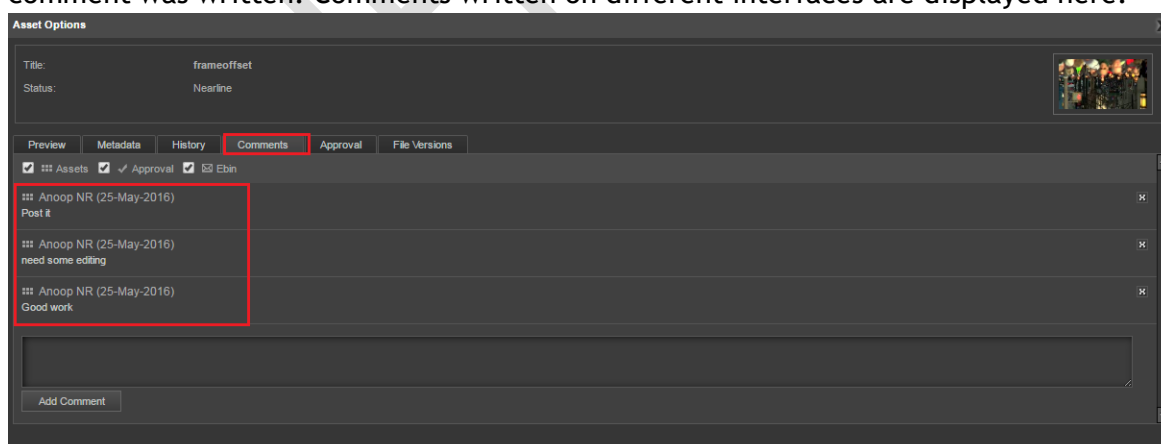 comment was written. Comments written on different interfaces are displayed here.
Asset Options
Title: frameoffset
Status: Nearline
Preview Metadata History Comments Approval File Versions
Assets Approval Ebin
Anoop NR (25-May-2016)
Post it
Anoop NR (25-May-2016)
need some editing
Anoop NR (25-May-2016)
Good work
Add Comment